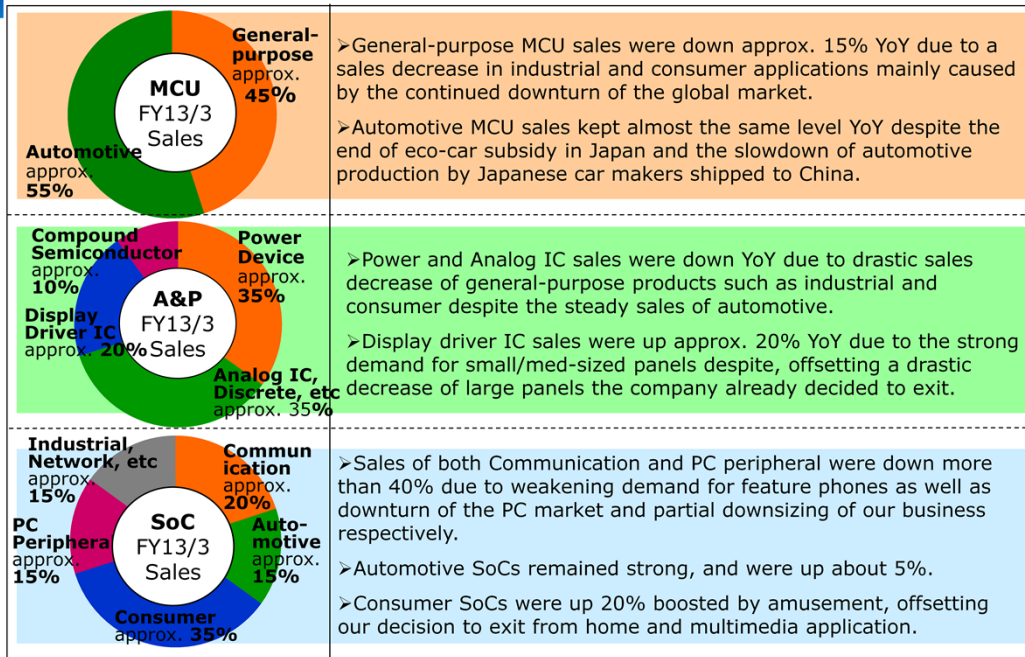 General-
purpose
approx.
45%
MCU
FY13/3
Sales
Automotive
approx.
55%
➢General-purpose MCU sales were down approx. 15% YoY due to a
sales decrease in industrial and consumer applications mainly caused
by the continued downturn of the global market.
➢Automotive MCU sales kept almost the same level YoY despite the
end of eco-car subsidy in Japan and the slowdown of automotive
production by Japanese car makers shipped to China.
Compound
Semiconductor
approx.
10%
Power
Device
approx.
35%
A&P
FY13/3
Sales
Display
Driver IC
approx. 20%
Analog IC,
Discrete, etc
approx. 35%
➢Power and Analog IC sales were down YoY due to drastic sales
decrease of general-purpose products such as industrial and
consumer despite the steady sales of automotive.
➢Display driver IC sales were up approx. 20% YoY due to the strong
demand for small/med-sized panels despite, offsetting a drastic
decrease of large panels the company already decided to exit.
Industrial,
Network, etc
approx.
15%
Commun
ication
approx.
20%
SoC
FY13/3
Sales
PC
Peripheral
approx.
15%
Auto-
motive
approx.
15%
Consumer
approx. 35%
➢Sales of both Communication and PC peripheral were down more
than 40% due to weakening demand for feature phones as well as
downturn of the PC market and partial downsizing of our business
respectively.
➢Automotive SoCs remained strong, and were up about 5%.
➢Consumer SoCs were up 20% boosted by amusement, offsetting
our decision to exit from home and multimedia application.